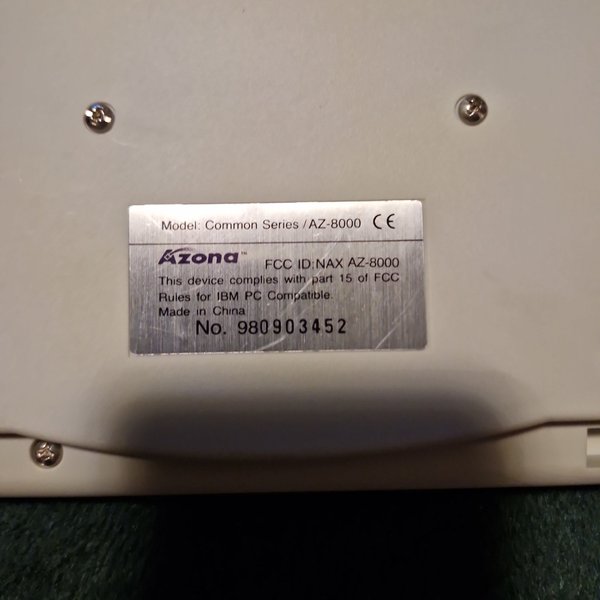 Model: Common Series / AZ-8000 CE
Azona™
FCC ID:NAX AZ-8000
This device complies with part 15 of FCC
Rules for IBM PC Compatible.
Made in China
No. 980903452